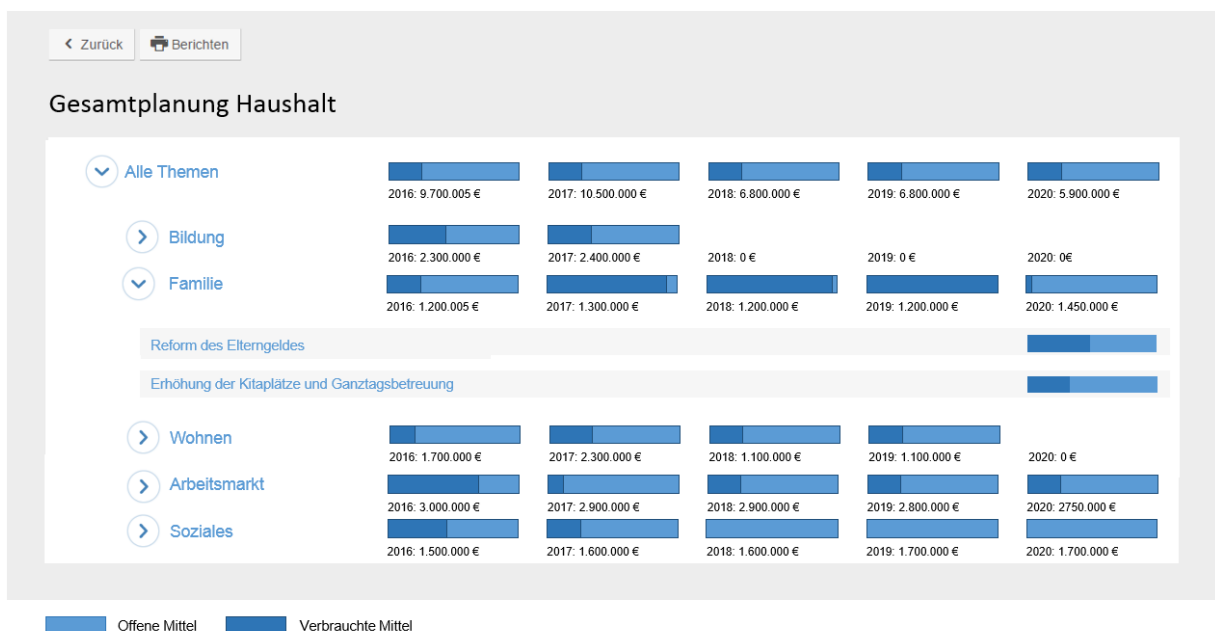 Zurück
Berichten
Gesamtplanung Haushalt
Alle Themen
2016: 9.700.005 € 2017: 10.500.000 € 2018: 6.800.000 € 2019: 6.800.000 € 2020: 5.900.000 €
Bildung
2016: 2.300.000 € 2017: 2.400.000 € 2018: 0 € 2019: 0 € 2020: 0€
Familie
2016: 1.200.005 € 2017: 1.300.000 € 2018: 1.200.000 € 2019: 1.200.000 € 2020: 1.450.000 €
Reform des Elterngeldes
Erhöhung der Kitaplätze und Ganztagsbetreuung
Wohnen
2016: 1.700.000 € 2017: 2.300.000 € 2018: 1.100.000 € 2019: 1.100.000 € 2020: 0 €
Arbeitsmarkt
2016: 3.000.000 € 2017: 2.900.000 € 2018: 2.900.000 € 2019: 2.800.000 € 2020: 2750.000 €
Soziales
2016: 1.500.000 € 2017: 1.600.000 € 2018: 1.600.000 € 2019: 1.700.000 € 2020: 1.700.000 €
Offene Mittel Verbrauchte Mittel